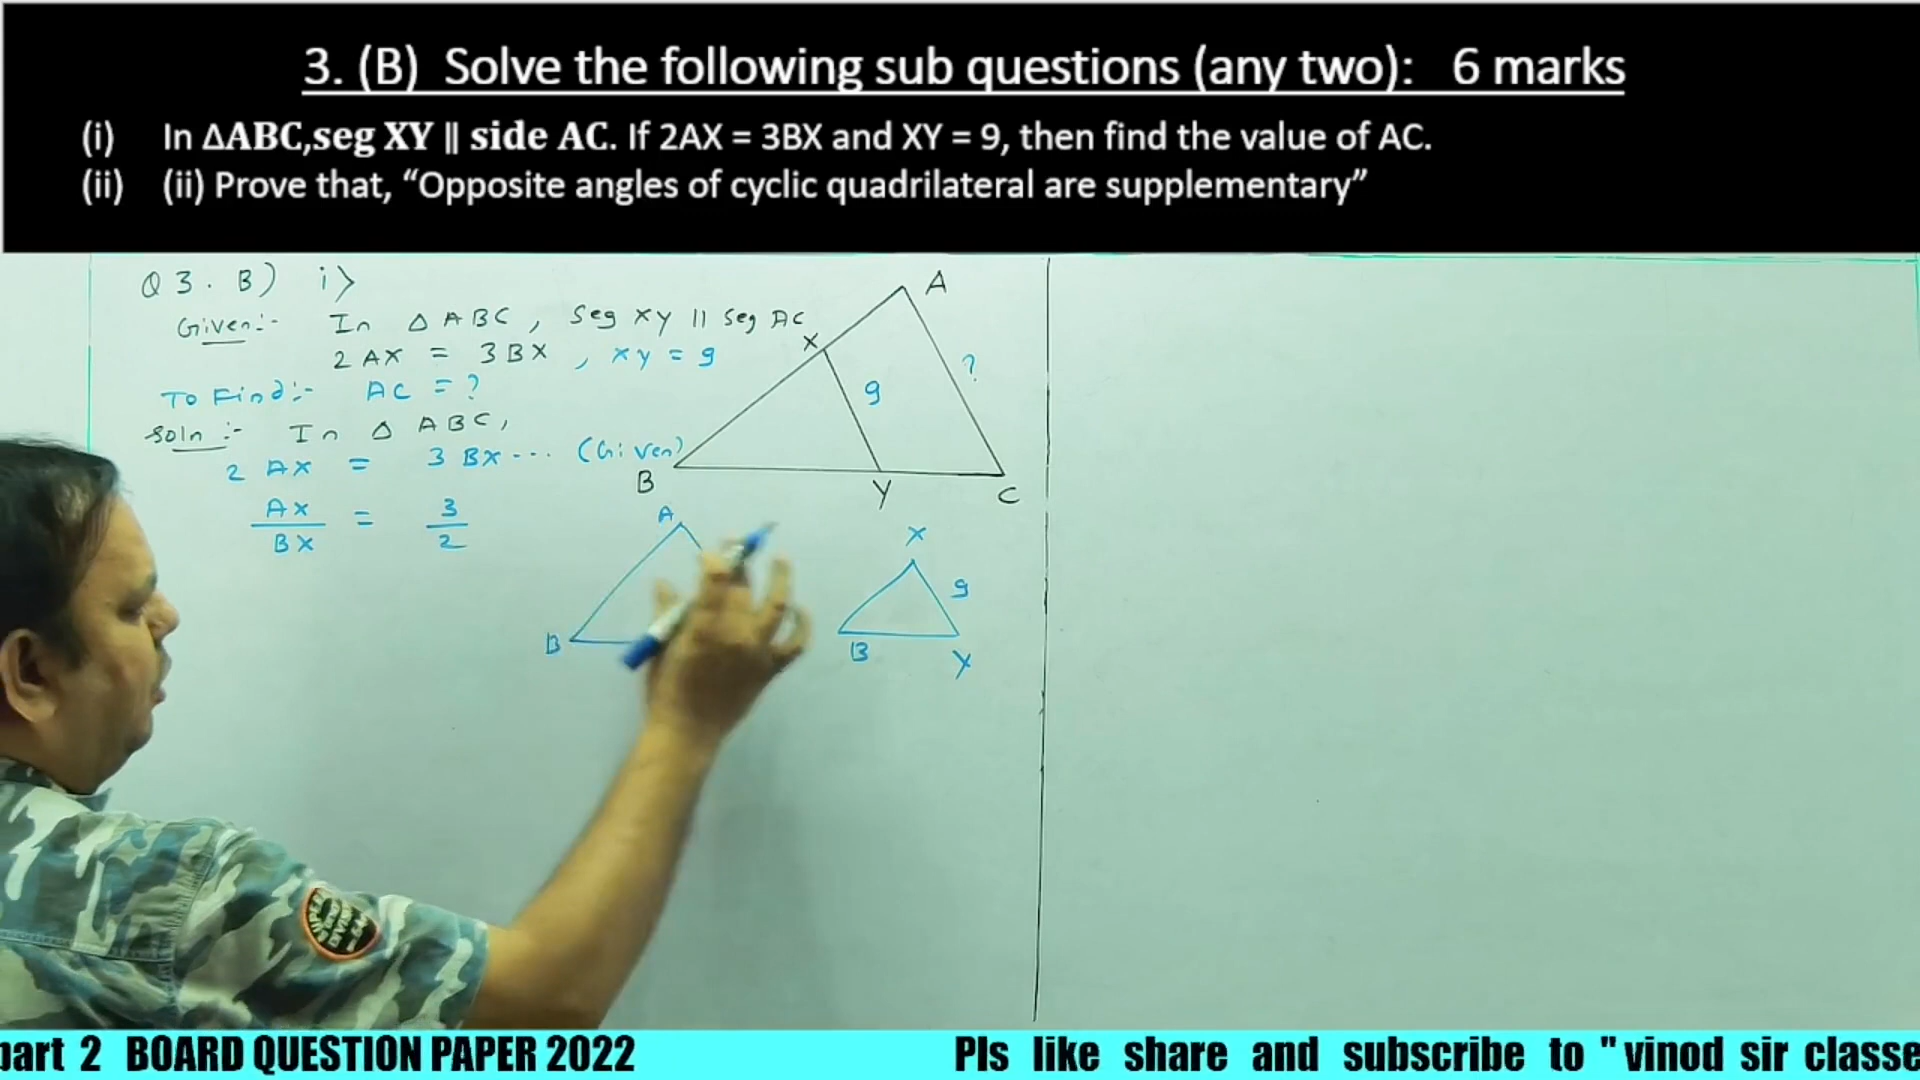 3. (B) Solve the following sub questions (any two): 6 marks
(i) In ΔABC,seg XY ∥ side AC. If 2AX = 3BX and XY = 9, then find the value of AC.
(ii) (ii) Prove that, “Opposite angles of cyclic quadrilateral are supplementary”
Q 3. B) i>
Given:- In Δ ABC, Seg XY || Seg AC
2 AX = 3 BX , XY = 9
To Find:- AC = ?
Soln :- In Δ ABC,
2 AX = 3 BX ... (Given)
AX / BX = 3 / 2
A
X
9
?
B
Y
C
A
B
X
9
B
Y
part 2 BOARD QUESTION PAPER 2022 Pls like share and subscribe to " vinod sir classe